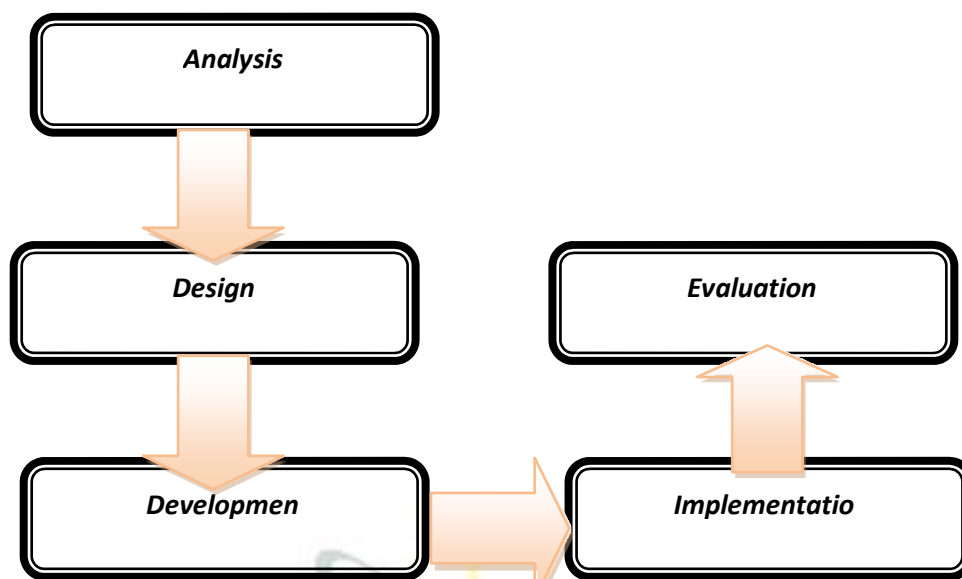 Analysis
Design
Evaluation
Developmen
Implementatio